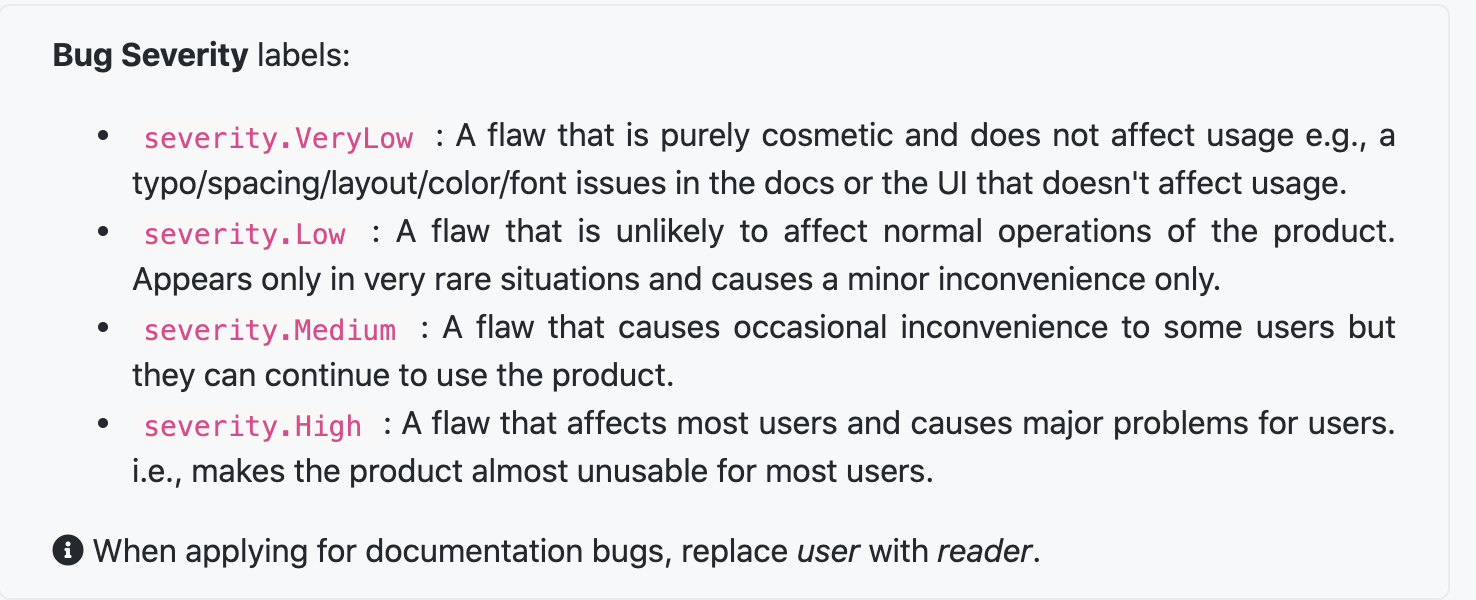 Bug Severity labels:
• severity.VeryLow : A flaw that is purely cosmetic and does not affect usage e.g., a
typo/spacing/layout/color/font issues in the docs or the UI that doesn't affect usage.
• severity.Low : A flaw that is unlikely to affect normal operations of the product.
Appears only in very rare situations and causes a minor inconvenience only.
• severity.Medium : A flaw that causes occasional inconvenience to some users but
they can continue to use the product.
• severity.High : A flaw that affects most users and causes major problems for users.
i.e., makes the product almost unusable for most users.
When applying for documentation bugs, replace user with reader.